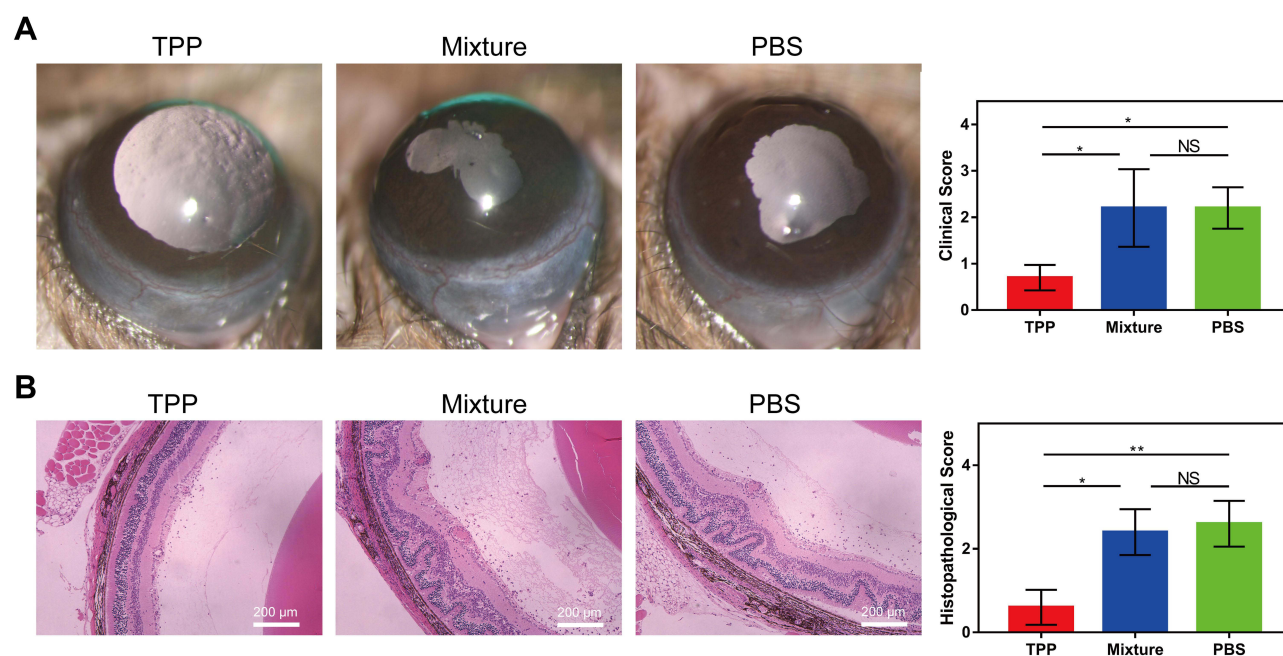 A
TPP
Mixture
PBS
Clinical Score
4
3
2
1
0
*
*
NS
TPP
Mixture
PBS
B
TPP
Mixture
PBS
200 μm
200 μm
200 μm
Histopathological Score
4
2
0
**
*
NS
TPP
Mixture
PBS